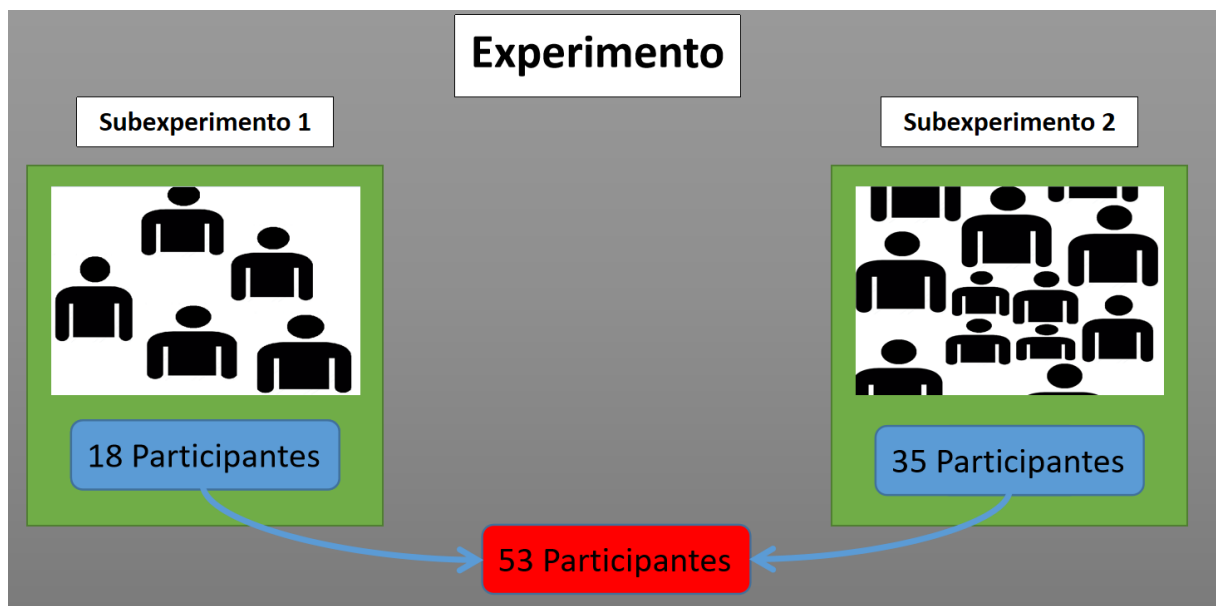 Experimento
Subexperimento 1
Subexperimento 2
18 Participantes
35 Participantes
53 Participantes